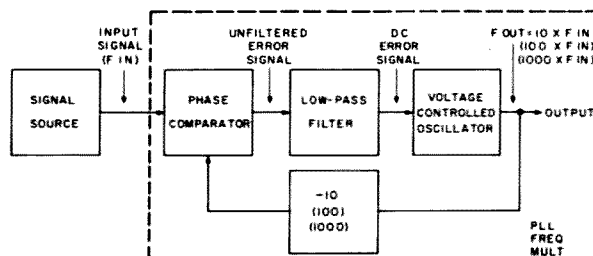 INPUT
SIGNAL
(F IN)
UNFILTERED
ERROR
SIGNAL
DC
ERROR
SIGNAL
F OUT = 10 X F IN
(100 X F IN)
(1000 X F IN)
SIGNAL
SOURCE
PHASE
COMPARATOR
LOW-PASS
FILTER
VOLTAGE
CONTROLLED
OSCILLATOR
OUTPUT
-10
(100)
(1000)
PLL
FREQ
MULT